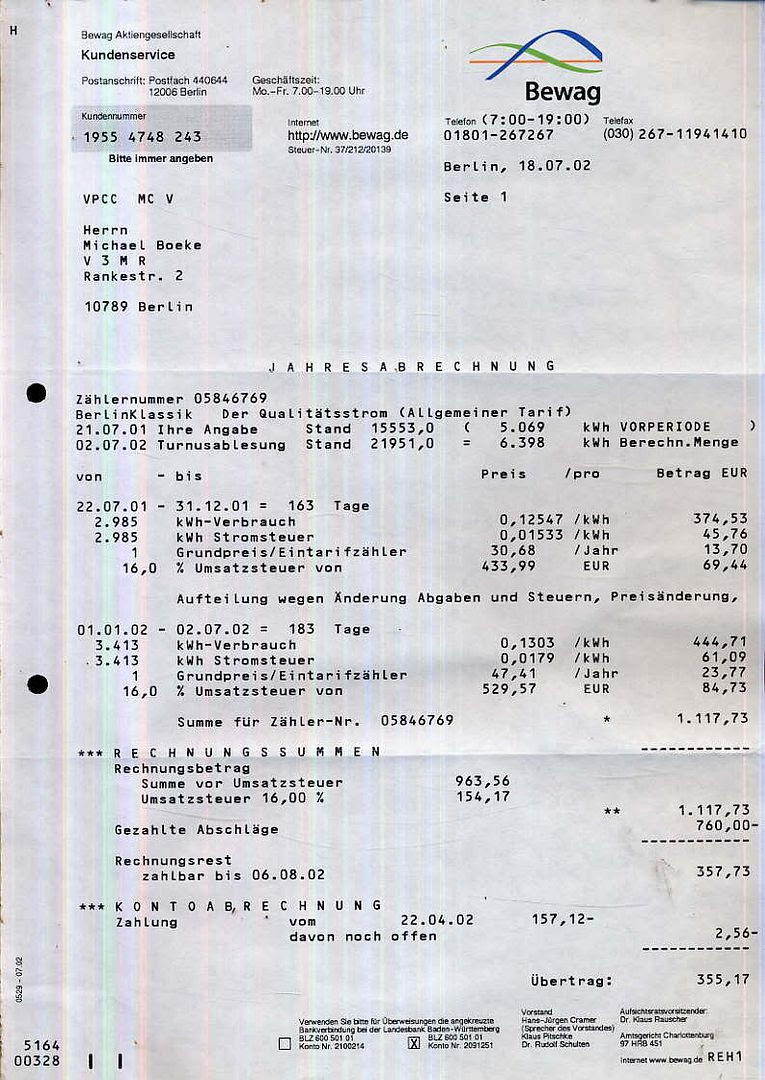 H
Bewag Aktiengesellschaft
Kundenservice
Postanschrift: Postfach 440644
12006 Berlin
Geschäftszeit:
Mo.–Fr. 7.00–19.00 Uhr
Bewag
Kundennummer
1955 4748 243
Bitte immer angeben
Internet
http://www.bewag.de
Steuer-Nr. 37/212/20139
Telefon (7:00-19:00) Telefax
01801-267267 (030) 267-11941410
Berlin, 18.07.02
VPCC MC V
Seite 1
Herrn
Michael Boeke
V 3 M R
Rankestr. 2
10789 Berlin
J A H R E S A B R E C H N U N G
Zählernummer 05846769
BerlinKlassik Der Qualitätsstrom (Allgemeiner Tarif)
21.07.01 Ihre Angabe Stand 15553,0 ( 5.069 kWh VORPERIODE )
02.07.02 Turnusablesung Stand 21951,0 = 6.398 kWh Berechn.Menge
von - bis Preis /pro Betrag EUR
22.07.01 - 31.12.01 = 163 Tage
2.985 kWh-Verbrauch 0,12547 /kWh 374,53
2.985 kWh Stromsteuer 0,01533 /kWh 45,76
1 Grundpreis/Eintarifzähler 30,68 /Jahr 13,70
16,0 % Umsatzsteuer von 433,99 EUR 69,44
Aufteilung wegen Änderung Abgaben und Steuern, Preisänderung,
01.01.02 - 02.07.02 = 183 Tage
3.413 kWh-Verbrauch 0,1303 /kWh 444,71
3.413 kWh Stromsteuer 0,0179 /kWh 61,09
1 Grundpreis/Eintarifzähler 47,41 /Jahr 23,77
16,0 % Umsatzsteuer von 529,57 EUR 84,73
Summe für Zähler-Nr. 05846769 * 1.117,73
*** R E C H N U N G S S U M M E N
Rechnungsbetrag
Summe vor Umsatzsteuer 963,56
Umsatzsteuer 16,00 % 154,17
** 1.117,73
Gezahlte Abschläge 760,00-
Rechnungsrest
zahlbar bis 06.08.02 357,73
*** K O N T O A B R E C H N U N G
Zahlung vom 22.04.02 157,12-
davon noch offen 2,56-
Übertrag: 355,17
0529 - 07.02
Verwenden Sie bitte für Überweisungen die angekreuzte
Bankverbindung bei der Landesbank Baden-Württemberg
BLZ 600 501 01
Konto Nr. 2100214
X BLZ 600 501 01
Konto Nr. 2091251
Vorstand
Hans-Jürgen Cramer
(Sprecher des Vorstandes)
Klaus Pitschke
Dr. Rudolf Schulten
Aufsichtsratsvorsitzender:
Dr. Klaus Rauscher
Amtsgericht Charlottenburg
97 HRB 451
Internet www.bewag.de REH1
5164
00328